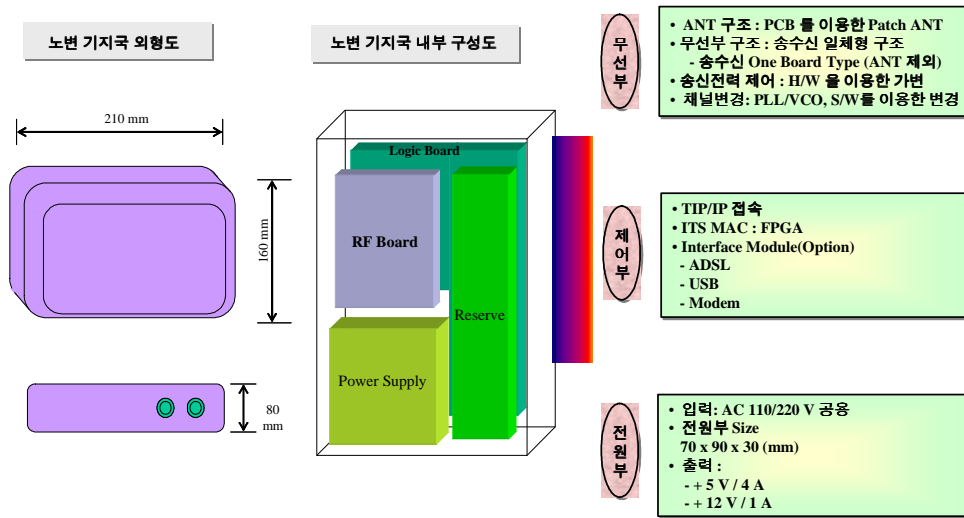 노변 기지국 외형도
210 mm
160 mm
80
mm
노변 기지국 내부 구성도
Logic Board
RF Board
Reserve
Power Supply
무선부
• ANT 구조 : PCB 를 이용한 Patch ANT
• 무선부 구조 : 송수신 일체형 구조
- 송수신 One Board Type (ANT 제외)
• 송신전력 제어 : H/W 을 이용한 가변
• 채널변경: PLL/VCO, S/W를 이용한 변경
제어부
• TIP/IP 접속
• ITS MAC : FPGA
• Interface Module(Option)
- ADSL
- USB
- Modem
전원부
• 입력: AC 110/220 V 공용
• 전원부 Size
70 x 90 x 30 (mm)
• 출력 :
- + 5 V / 4 A
- + 12 V / 1 A